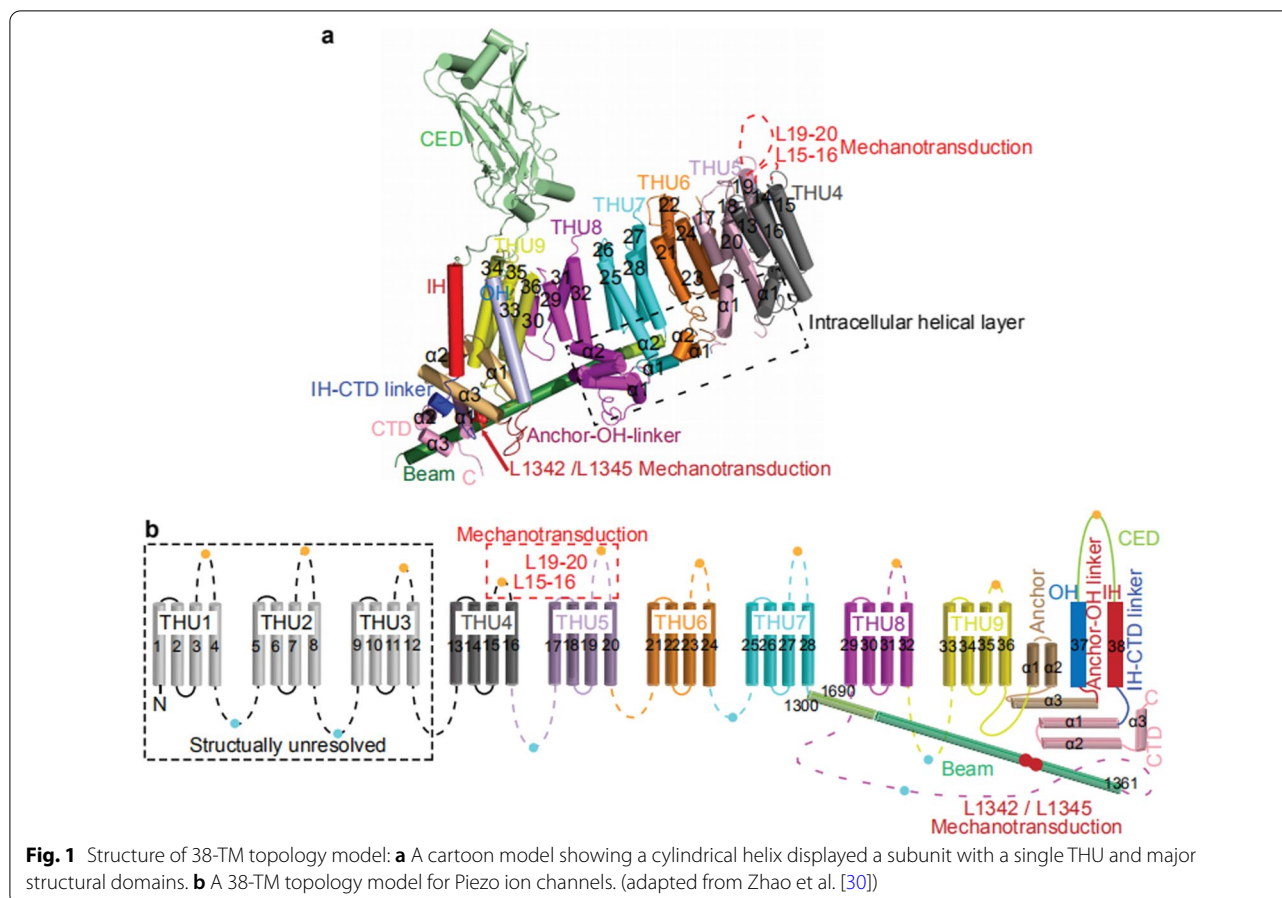 a
CED
L19-20
L15-16
Mechanotransduction
THU5
THU4
THU6
THU7
THU8
THU9
19
14
15
22
18
13
17
16
24
20
21
27
26
23
28
25
34
35
31
36
32
29
33
30
IH
OH
α1
α1
Intracellular helical layer
α2
α2
α1
α2
α1
α1
α2
α1
IH-CTD linker
α3
α2
α1
CTD
α3
Anchor-OH-linker
Beam
C
L1342 /L1345 Mechanotransduction
b
Mechanotransduction
L19-20
L15-16
CED
THU1
THU2
THU3
THU4
THU5
THU6
THU7
THU8
THU9
1 2 3 4
5 6 7 8
9 10 11 12
13 14 15 16
17 18 19 20
21 22 23 24
25 26 27 28
29 30 31 32
33 34 35 36
Anchor
OH
Anchor-OH linker
IH
IH-CTD linker
37
38
α1 α2
α3
α1
α2
α3
C
CTD
N
Structually unresolved
1690
1300
Beam
1361
L1342 / L1345
Mechanotransduction
Fig. 1 Structure of 38-TM topology model: a A cartoon model showing a cylindrical helix displayed a subunit with a single THU and major
structural domains. b A 38-TM topology model for Piezo ion channels. (adapted from Zhao et al. [30])